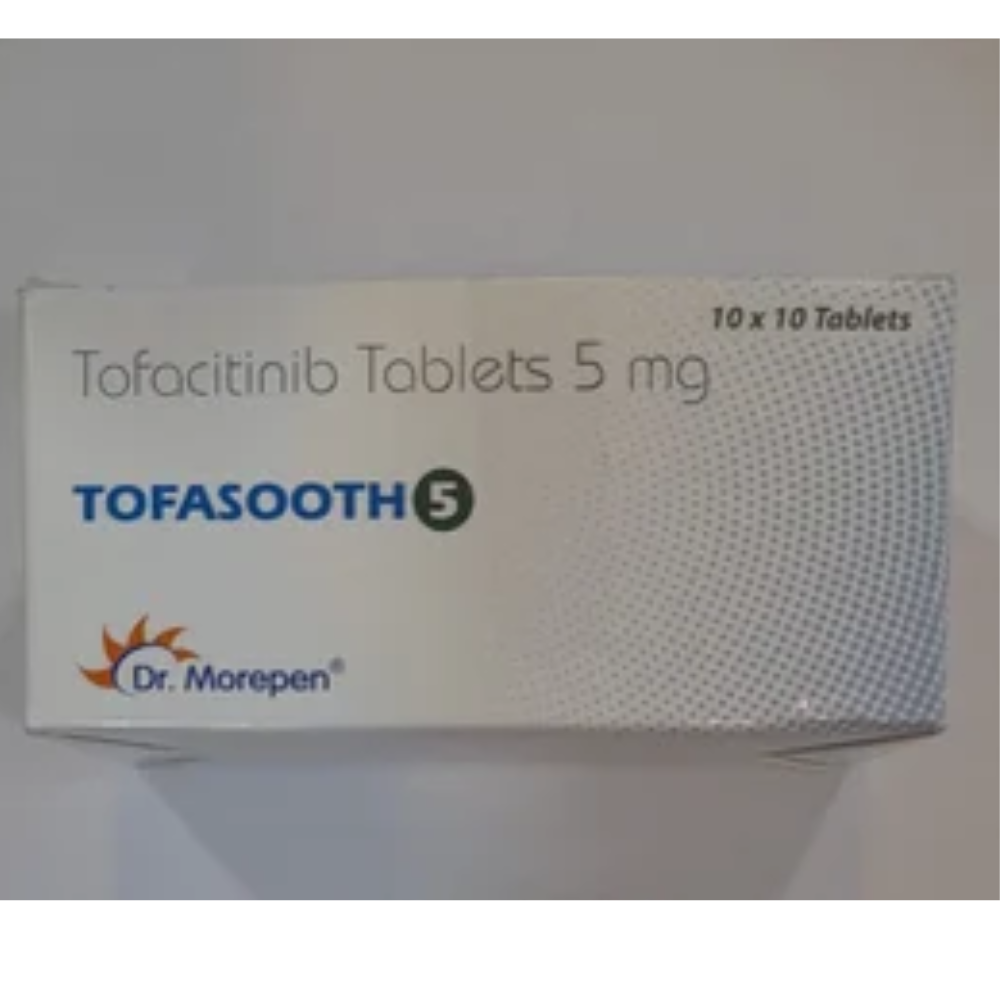 10 x 10 Tablets
Tofacitinib Tablets 5 mg
TOFASOOTH 5
Dr. Morepen®